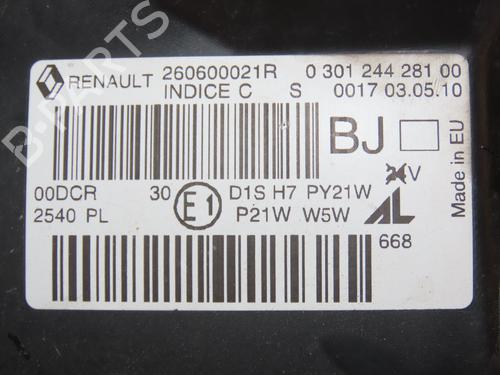 RENAULT 260600021R 0 301 244 281 00
INDICE C S 0017 03.05.10
BJ
Made in EU
00DCR 30 E1 D1S H7 PY21W 24V
2540 PL P21W W5W AL
668
B-PARTS